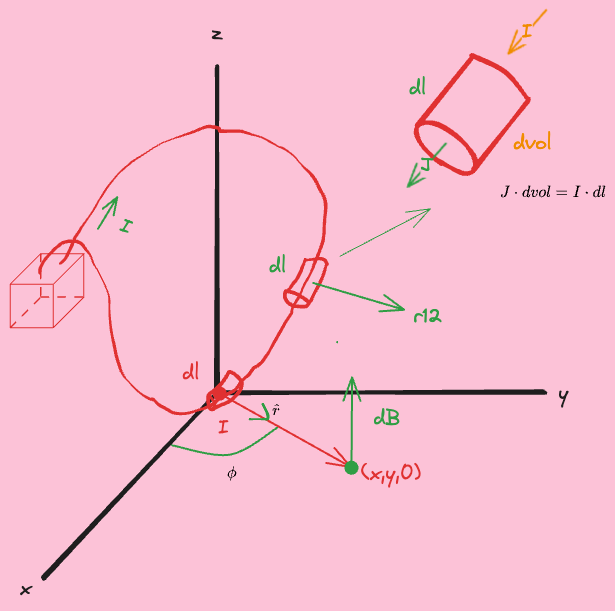 z
I
dl
dvol
J
J · dvol = I · dl
I
dl
r12
dl
y
I
r̂
dB
(x,y,0)
ϕ
x